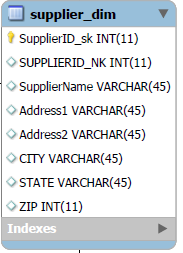 supplier_dim
SupplierID_sk INT(11)
SUPPLIERID_NK INT(11)
SupplierName VARCHAR(45)
Address1 VARCHAR(45)
Address2 VARCHAR(45)
CITY VARCHAR(45)
STATE VARCHAR(45)
ZIP INT(11)
Indexes